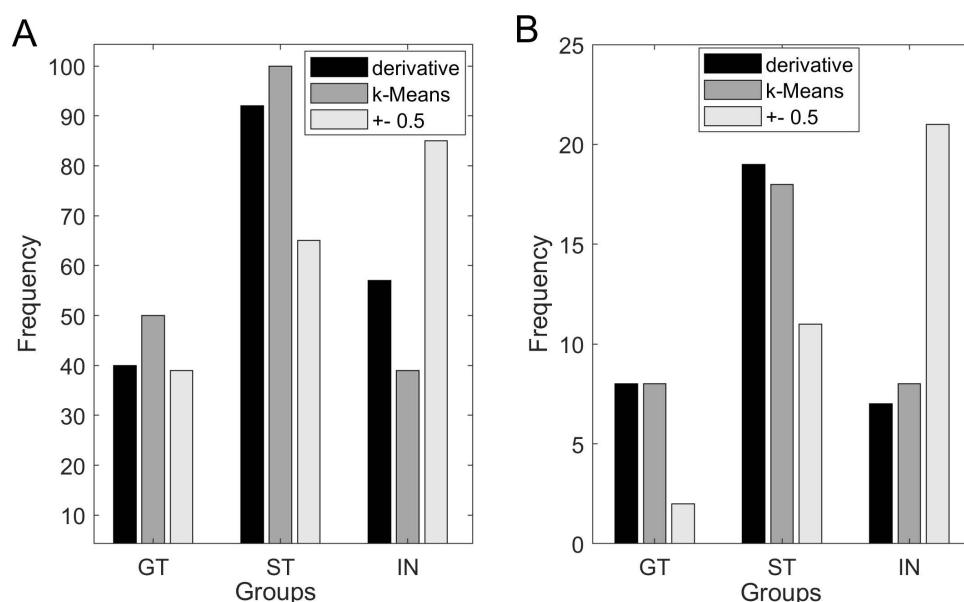 A
100
90
80
70
60
50
40
30
20
10
Frequency
derivative
k-Means
+- 0.5
GT
ST
IN
Groups
B
25
20
15
10
5
0
Frequency
derivative
k-Means
+- 0.5
GT
ST
IN
Groups